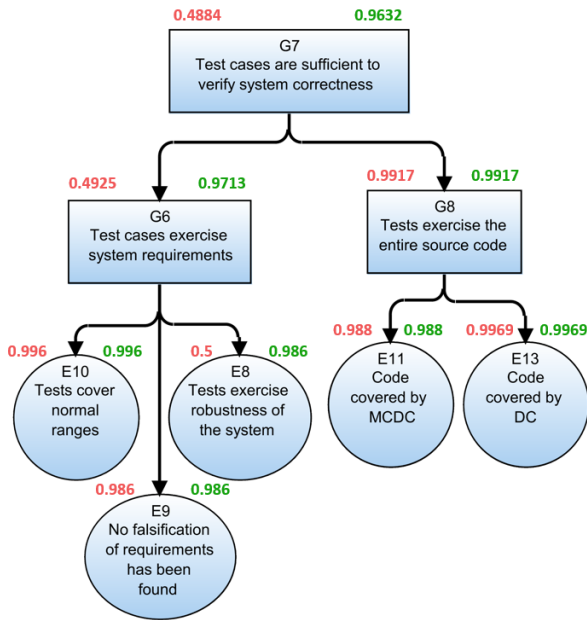 0.4884 0.9632
G7
Test cases are sufficient to
verify system correctness
0.4925 0.9713
G6
Test cases exercise
system requirements
0.9917 0.9917
G8
Tests exercise the
entire source code
0.996 0.996
E10
Tests cover
normal
ranges
0.5 0.986
E8
Tests exercise
robustness of
the system
0.988 0.988
E11
Code
covered by
MCDC
0.9969 0.9969
E13
Code
covered by
DC
0.986 0.986
E9
No falsification
of requirements
has been
found